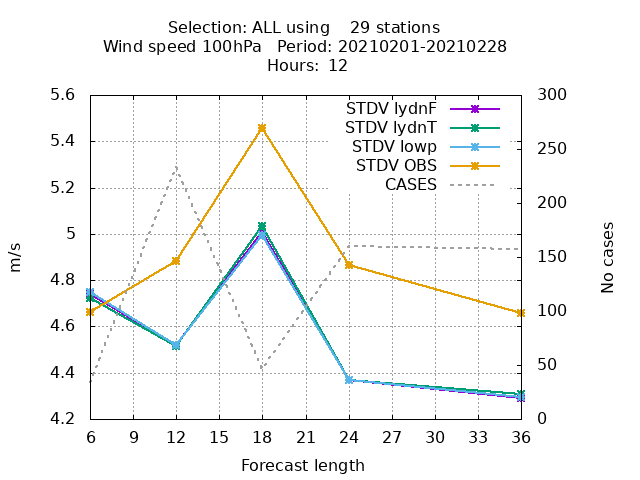 Selection: ALL using    29 stations
Wind speed 100hPa   Period: 20210201-20210228
Hours: 12
5.6
5.4
5.2
5
4.8
4.6
4.4
4.2
m/s
STDV lydnF
STDV lydnT
STDV lowp
STDV OBS
CASES
300
250
200
150
100
50
0
No cases
6 9 12 15 18 21 24 27 30 33 36
Forecast length